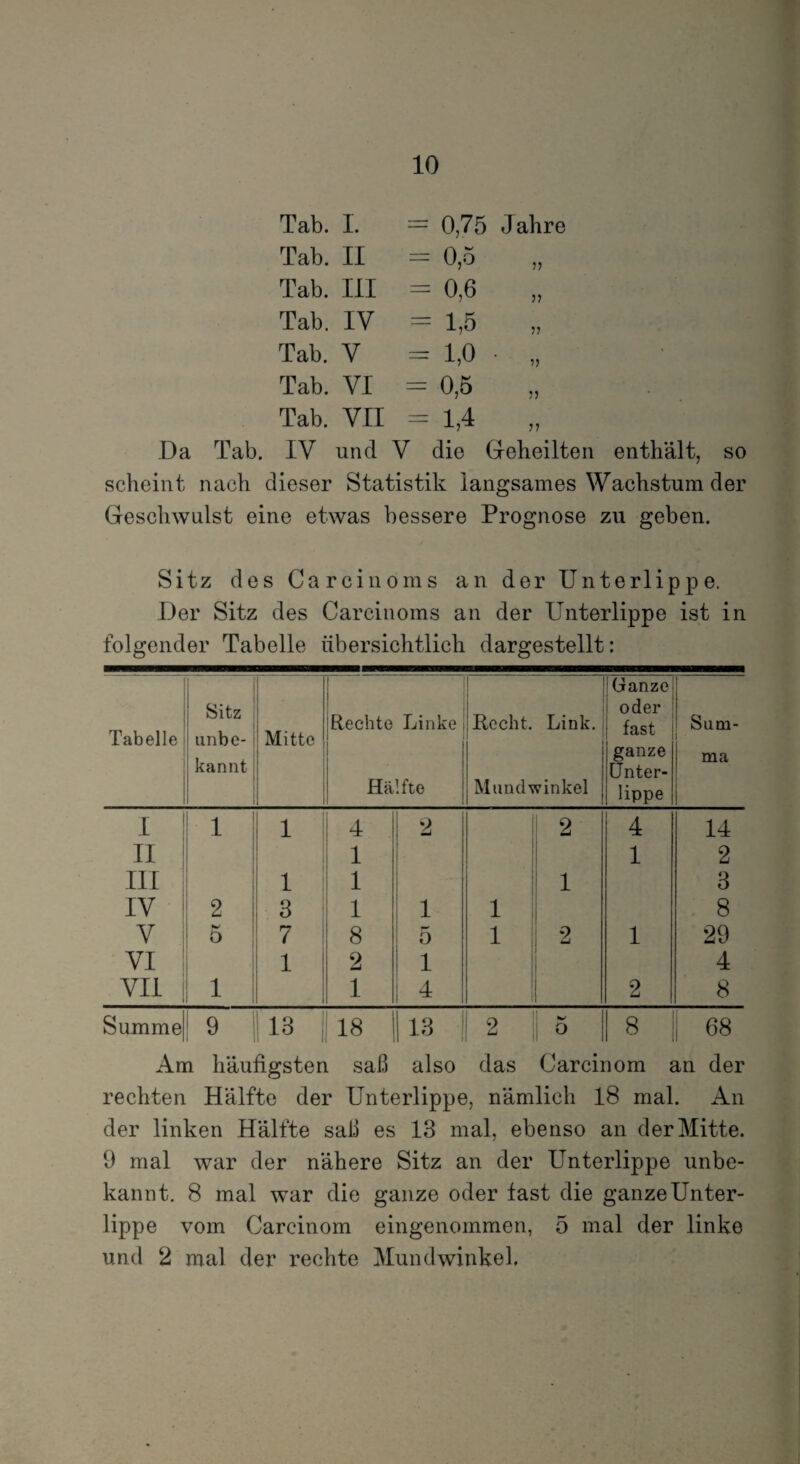 10
Tab. I. = 0,75 Jahre
Tab. II = 0,5 „
Tab. III = 0,6 „
Tab. IV = 1,5 „
Tab. V = 1,0 „
Tab. VI = 0,5 „
Tab. VII = 1,4 „
Da Tab. IV und V die Geheilten enthält, so
scheint nach dieser Statistik langsames Wachstum der
Geschwulst eine etwas bessere Prognose zu geben.
Sitz des Carcinoms an der Unterlippe.
Der Sitz des Carcinoms an der Unterlippe ist in
folgender Tabelle übersichtlich dargestellt:
Tabelle | Sitz unbekannt | Mitte | Rechte Hälfte | Linke Hälfte | Recht. Mundwinkel | Link. Mundwinkel | Ganze oder fast ganze Unterlippe | Summa
I | 1 | 1 | 4 | 2 | | 2 | 4 | 14
II | | | 1 | | | | 1 | 2
III | | 1 | 1 | | | 1 | | 3
IV | 2 | 3 | 1 | 1 | 1 | | | 8
V | 5 | 7 | 8 | 5 | 1 | 2 | 1 | 29
VI | | 1 | 2 | 1 | | | | 4
VII | 1 | | 1 | 4 | | | 2 | 8
Summe | 9 | 13 | 18 | 13 | 2 | 5 | 8 | 68
Am häufigsten saß also das Carcinom an der
rechten Hälfte der Unterlippe, nämlich 18 mal. An
der linken Hälfte saß es 13 mal, ebenso an der Mitte.
9 mal war der nähere Sitz an der Unterlippe unbe-
kannt. 8 mal war die ganze oder fast die ganze Unter-
lippe vom Carcinom eingenommen, 5 mal der linke
und 2 mal der rechte Mundwinkel.